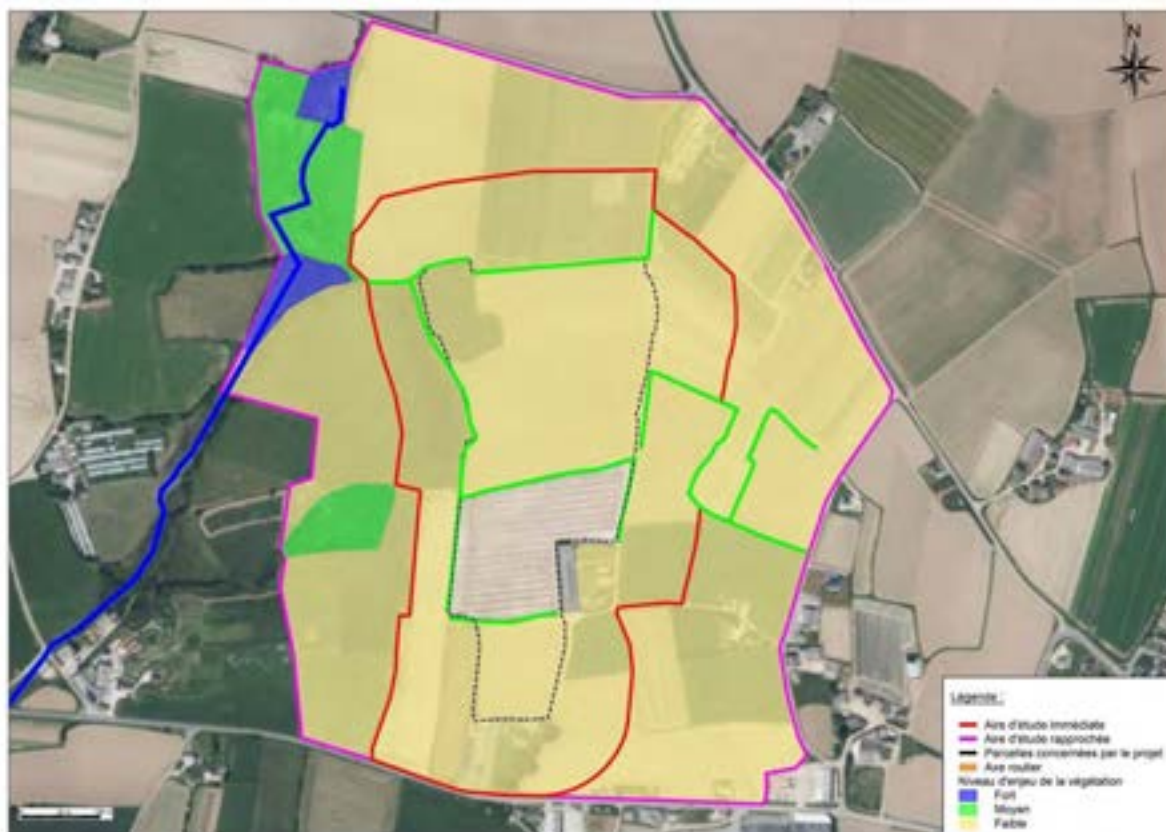 N
Légende :
Aire d'étude immédiate
Aire d'étude rapprochée
Parcelles concernées par le projet
Axe routier
Niveau d'enjeu de la végétation
Fort
Moyen
Faible